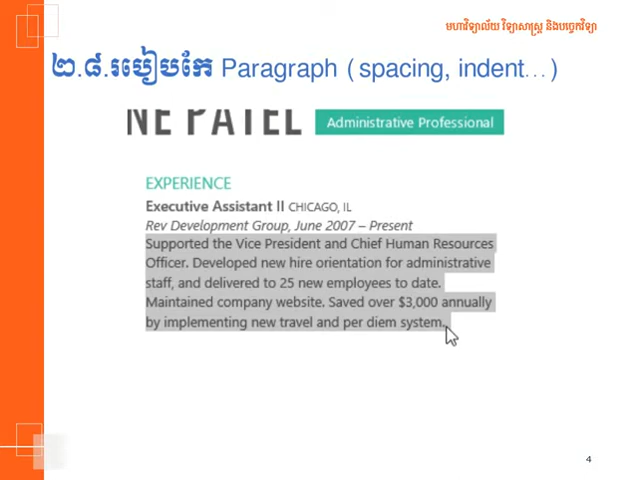 មហាវិទ្យាល័យ វិទ្យាសាស្ត្រ និងបច្ចេកវិទ្យា
២.៨.របៀបកែ Paragraph ( spacing, indent…)
NE PATEL Administrative Professional
EXPERIENCE
Executive Assistant II CHICAGO, IL
Rev Development Group, June 2007 – Present
Supported the Vice President and Chief Human Resources
Officer. Developed new hire orientation for administrative
staff, and delivered to 25 new employees to date.
Maintained company website. Saved over $3,000 annually
by implementing new travel and per diem system.
4